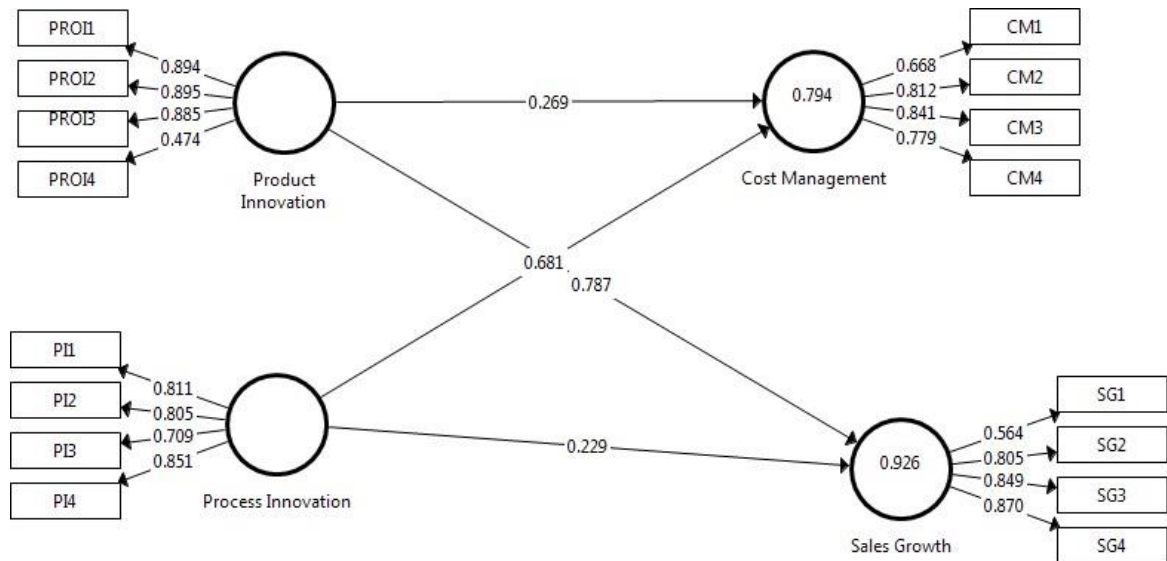 PROI1
PROI2
PROI3
PROI4
0.894
0.895
0.885
0.474
Product
Innovation
0.269
0.794
Cost Management
0.668
0.812
0.841
0.779
CM1
CM2
CM3
CM4
0.681
0.787
PI1
PI2
PI3
PI4
0.811
0.805
0.709
0.851
Process Innovation
0.229
0.926
Sales Growth
0.564
0.805
0.849
0.870
SG1
SG2
SG3
SG4